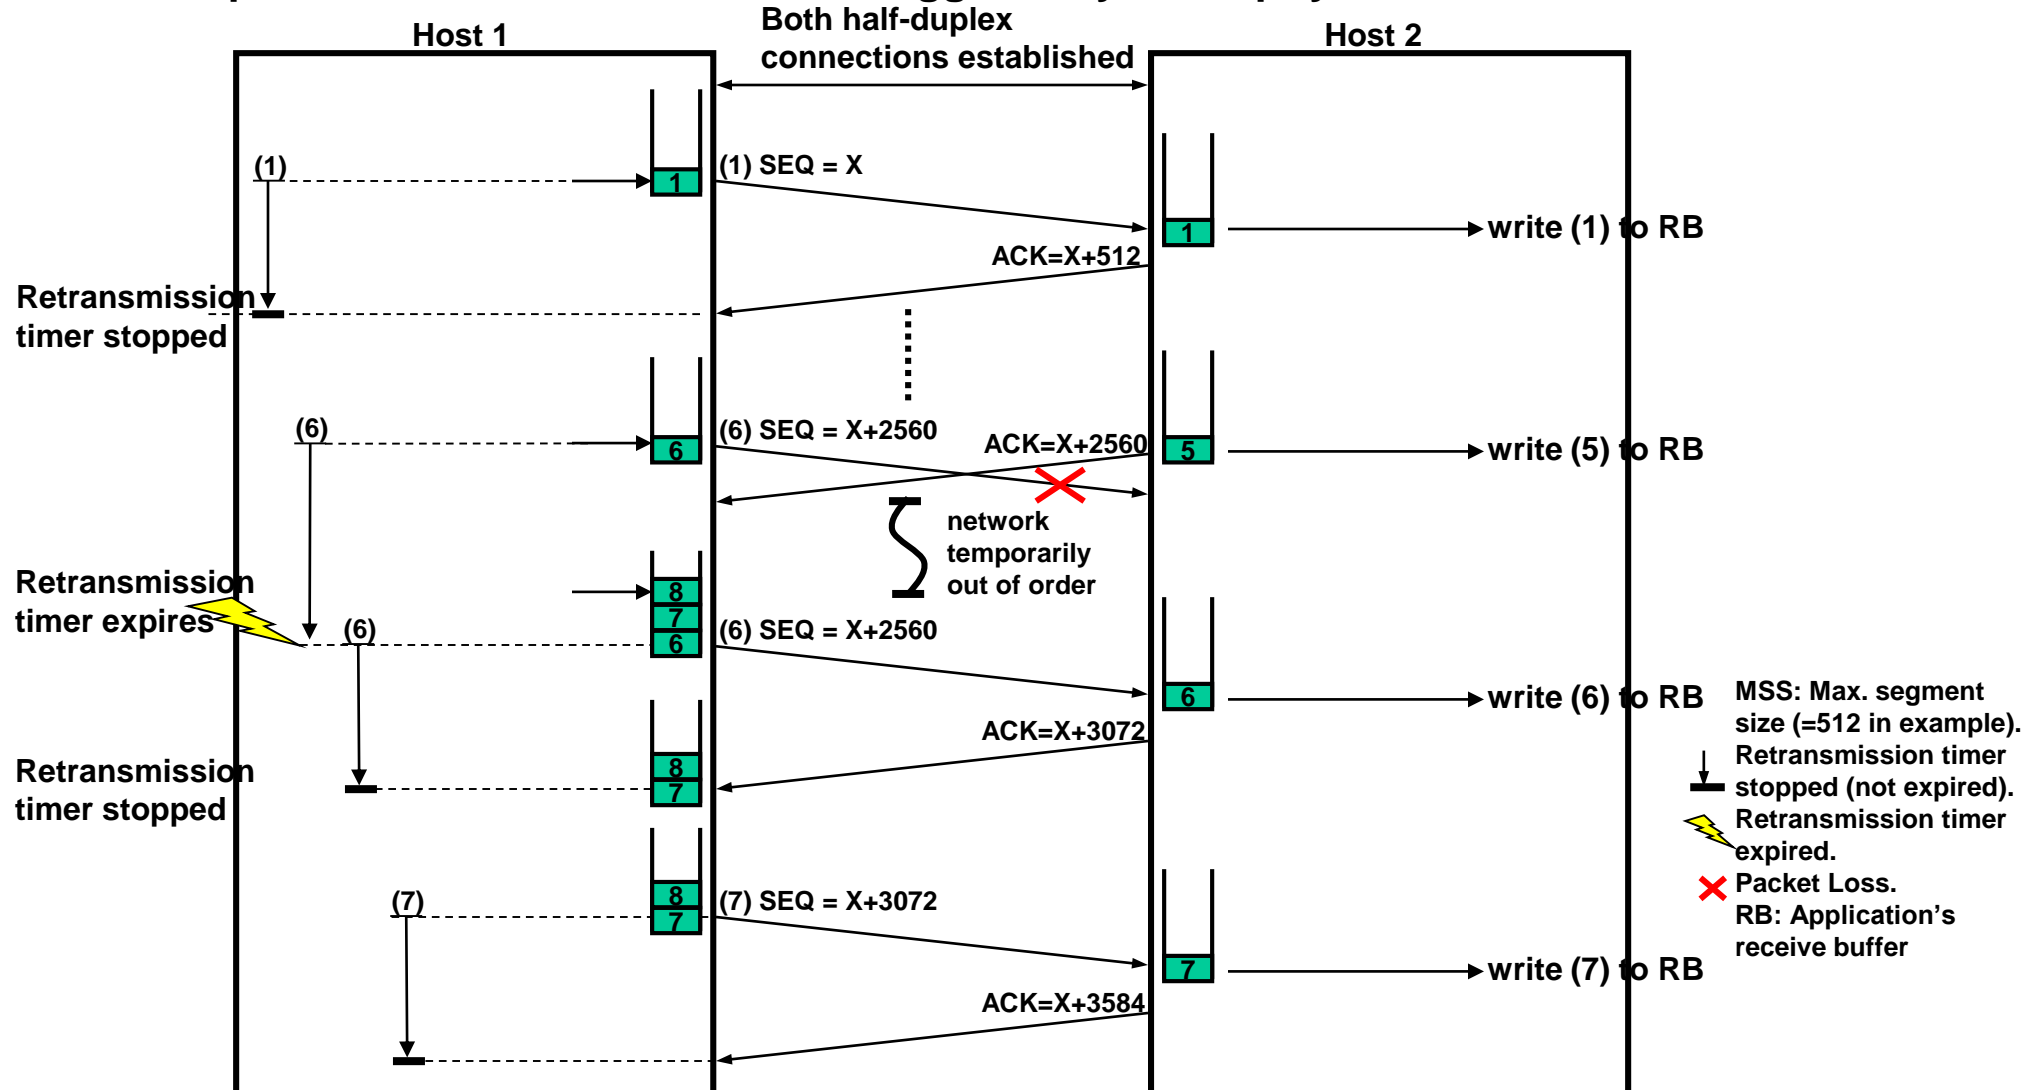 Both half-duplex
connections established
Host 1
Host 2
(1)
1
(1) SEQ = X
1
write (1) to RB
ACK=X+512
Retransmission
timer stopped
(6)
6
(6) SEQ = X+2560
ACK=X+2560
5
write (5) to RB
network
temporarily
out of order
Retransmission
timer expires
8
7
6
(6)
(6) SEQ = X+2560
6
write (6) to RB
ACK=X+3072
Retransmission
timer stopped
8
7
(7)
8
7
(7) SEQ = X+3072
7
write (7) to RB
ACK=X+3584
MSS: Max. segment
size (=512 in example).
Retransmission timer
stopped (not expired).
Retransmission timer
expired.
Packet Loss.
RB: Application's
receive buffer